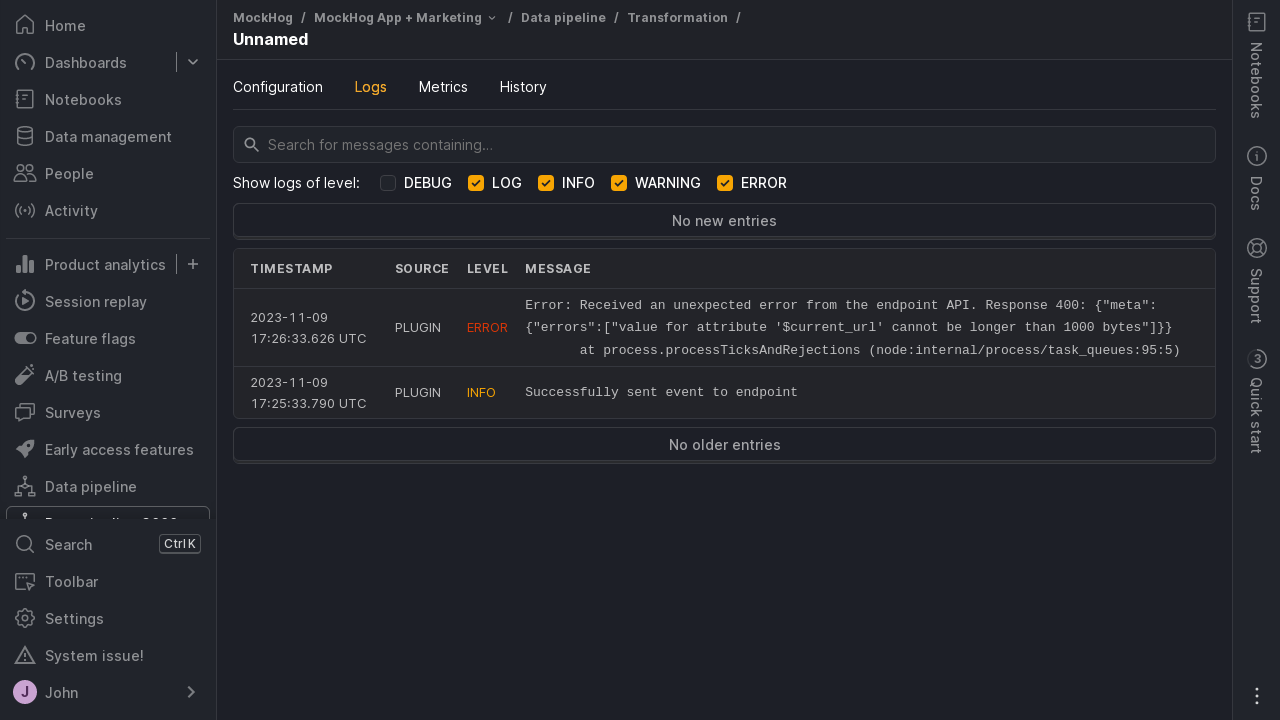 Home
Dashboards
Notebooks
Data management
People
Activity
Product analytics
Session replay
Feature flags
A/B testing
Surveys
Early access features
Data pipeline
Search Ctrl K
Toolbar
Settings
System issue!
J John
MockHog / MockHog App + Marketing / Data pipeline / Transformation /
Unnamed
Configuration Logs Metrics History
Search for messages containing...
Show logs of level: DEBUG LOG INFO WARNING ERROR
No new entries
TIMESTAMP SOURCE LEVEL MESSAGE
2023-11-09
17:26:33.626 UTC
PLUGIN
ERROR
Error: Received an unexpected error from the endpoint API. Response 400: {"meta":
{"errors":["value for attribute '$current_url' cannot be longer than 1000 bytes"]}}
at process.processTicksAndRejections (node:internal/process/task_queues:95:5)
2023-11-09
17:25:33.790 UTC
PLUGIN
INFO
Successfully sent event to endpoint
No older entries
Notebooks
Docs
Support
3 Quick start